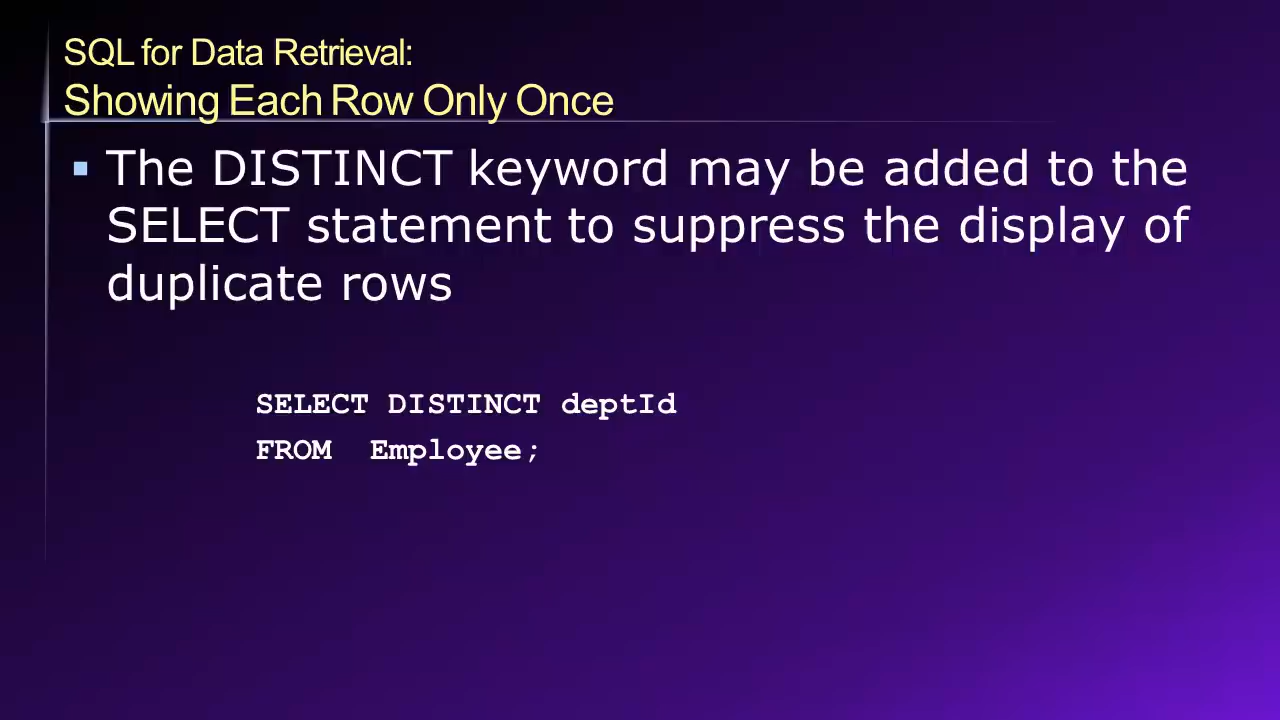 SQL for Data Retrieval:
Showing Each Row Only Once
▪ The DISTINCT keyword may be added to the
SELECT statement to suppress the display of
duplicate rows
SELECT DISTINCT deptId
FROM  Employee;